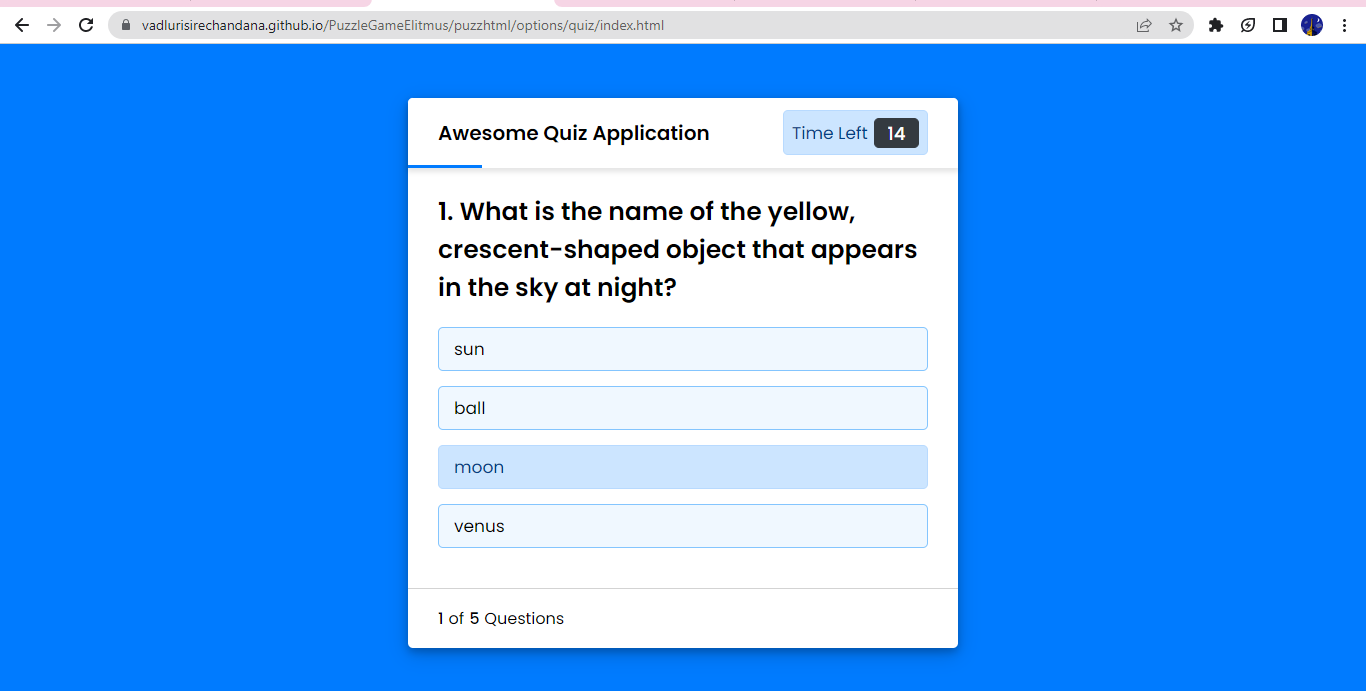 vadlurisirechandana.github.io/PuzzleGameElitmus/puzzhtml/options/quiz/index.html
Awesome Quiz Application
Time Left 14
1. What is the name of the yellow,
crescent-shaped object that appears
in the sky at night?
sun
ball
moon
venus
1 of 5 Questions